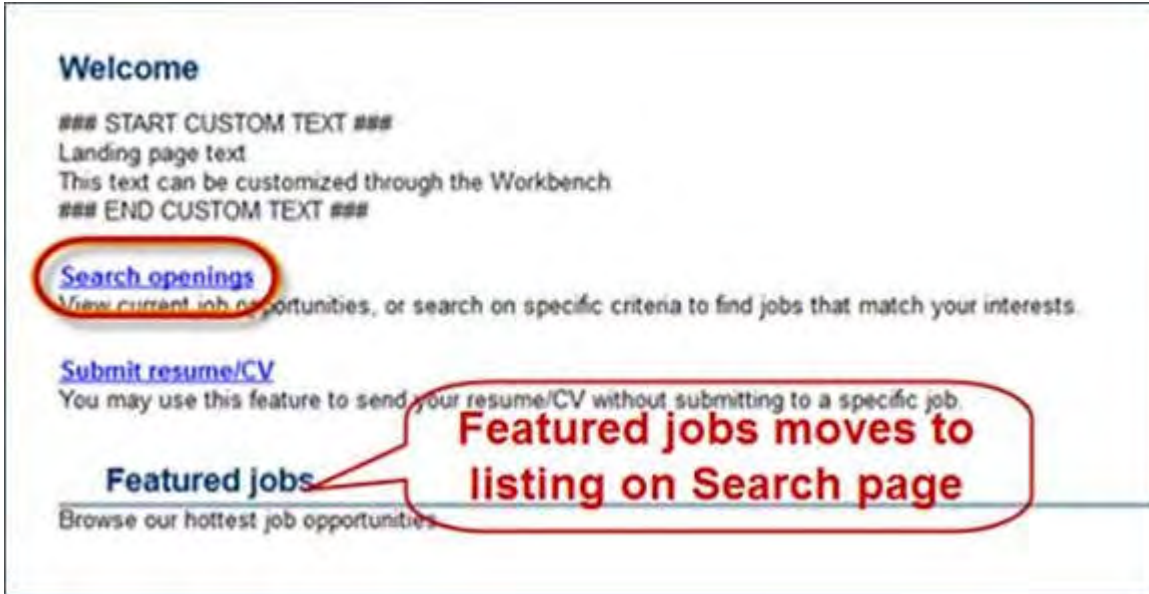 Welcome
### START CUSTOM TEXT ###
Landing page text
This text can be customized through the Workbench
### END CUSTOM TEXT ###
Search openings
View current job opportunities, or search on specific criteria to find jobs that match your interests.
Submit resume/CV
You may use this feature to send your resume/CV without submitting to a specific job.
Featured jobs moves to
listing on Search page
Featured jobs
Browse our hottest job opportunities